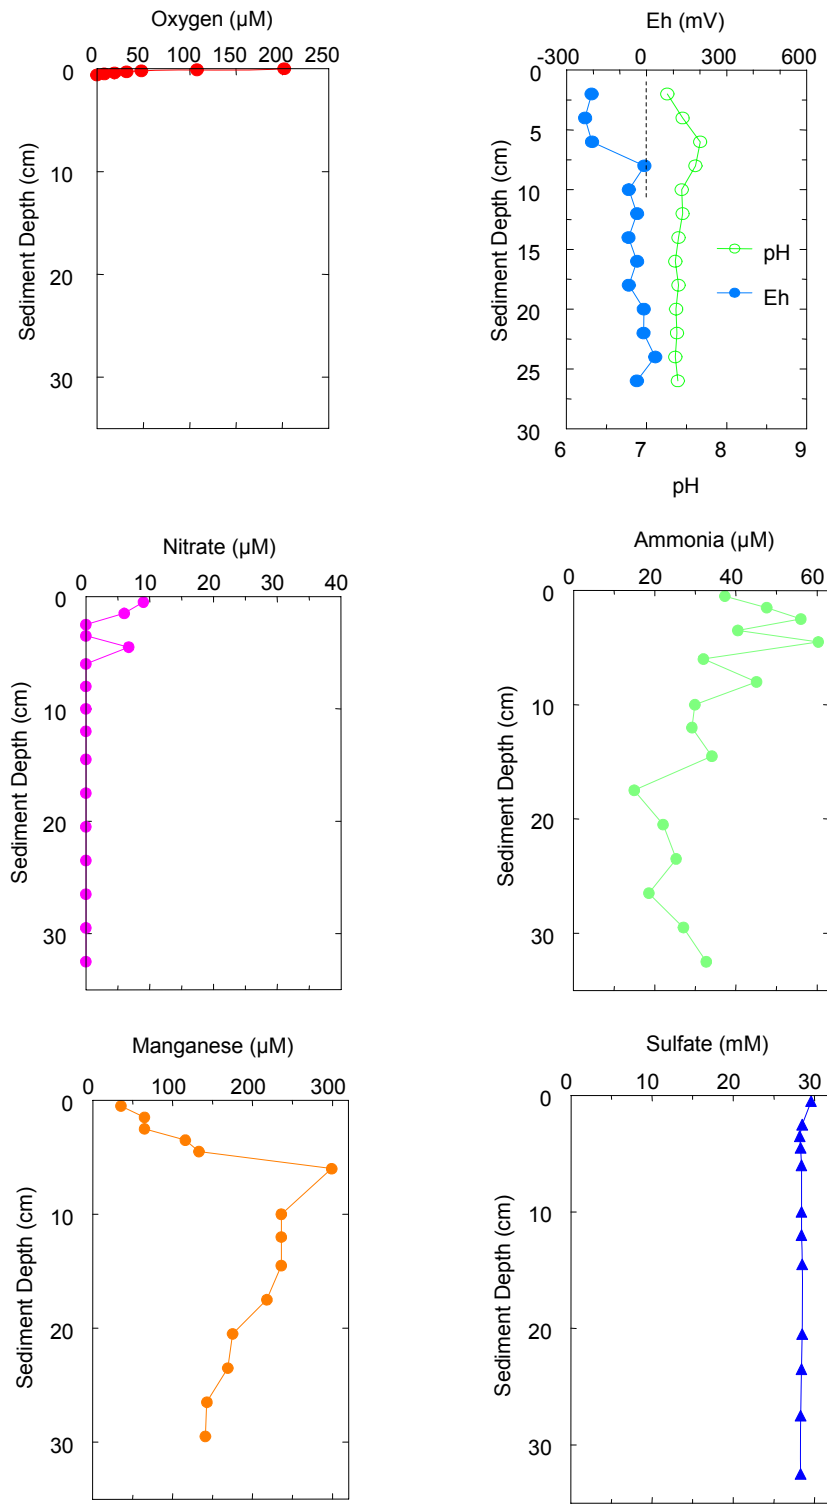 Oxygen (µM)
0 50 100 150 200 250
0
10
20
30
Sediment Depth (cm)
Eh (mV)
-300 0 300 600
0
5
10
15
20
25
30
Sediment Depth (cm)
pH
Eh
6 7 8 9
pH
Nitrate (µM)
0 10 20 30 40
0
10
20
30
Sediment Depth (cm)
Ammonia (µM)
0 20 40 60
0
10
20
30
Sediment Depth (cm)
Manganese (µM)
0 100 200 300
0
10
20
30
Sediment Depth (cm)
Sulfate (mM)
0 10 20 30
0
10
20
30
Sediment Depth (cm)